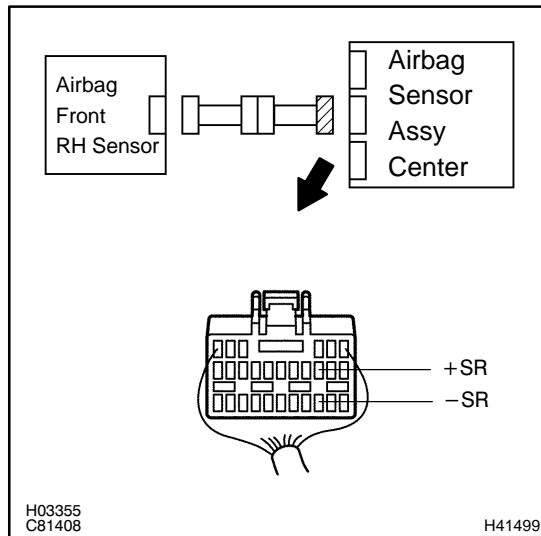 Airbag
Front
RH Sensor
Airbag
Sensor
Assy
Center
+SR
−SR
H03355
C81408
H41499